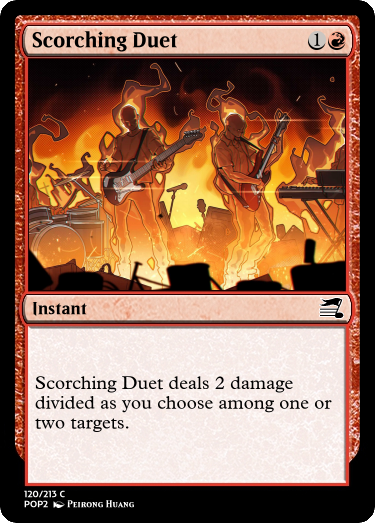 Scorching Duet 1
Instant
Scorching Duet deals 2 damage
divided as you choose among one or
two targets.
120/213 C
POP2 Peirong Huang